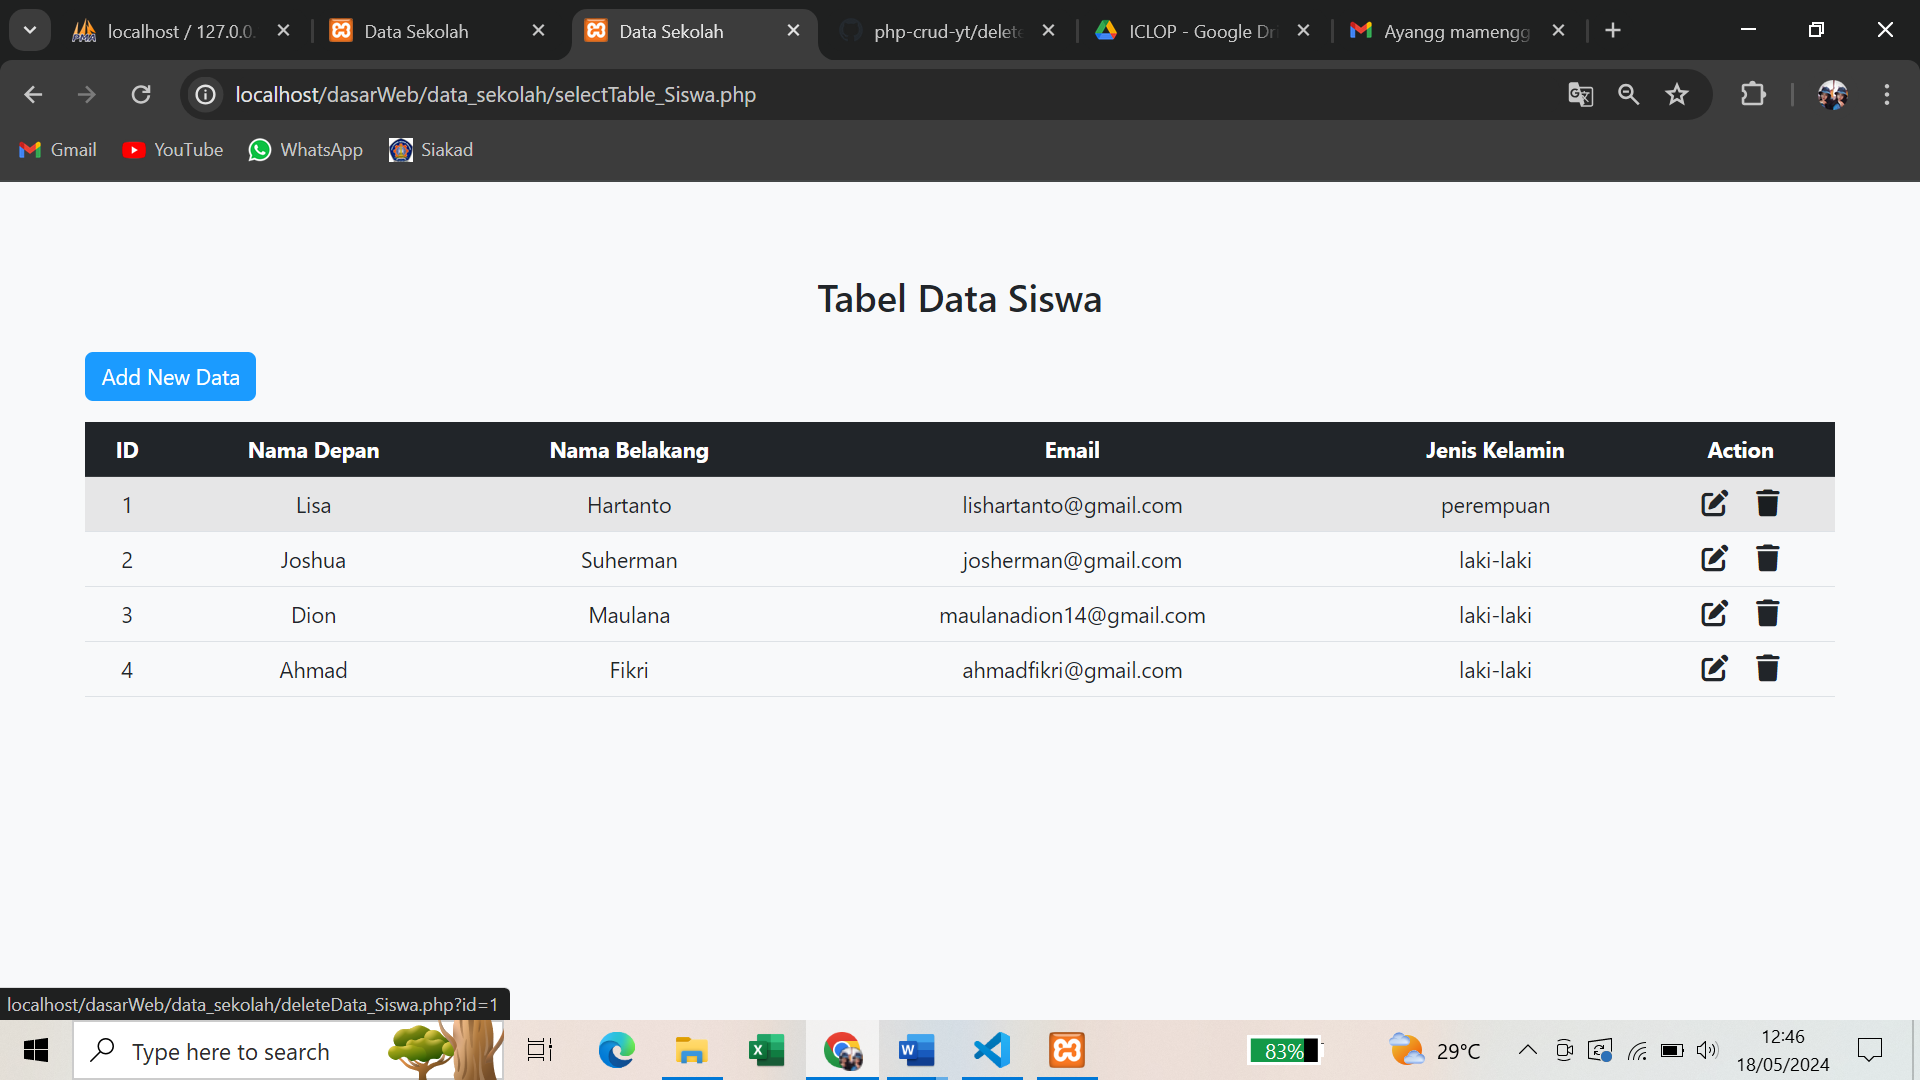 localhost / 127.0.0.
Data Sekolah
Data Sekolah
php-crud-yt/delete
ICLOP - Google Dri
Ayangg mamengg
localhost/dasarWeb/data_sekolah/selectTable_Siswa.php
Gmail YouTube WhatsApp Siakad
Tabel Data Siswa
Add New Data
ID Nama Depan Nama Belakang Email Jenis Kelamin Action
1 Lisa Hartanto lishartanto@gmail.com perempuan
2 Joshua Suherman josherman@gmail.com laki-laki
3 Dion Maulana maulanadion14@gmail.com laki-laki
4 Ahmad Fikri ahmadfikri@gmail.com laki-laki
localhost/dasarWeb/data_sekolah/deleteData_Siswa.php?id=1
Type here to search
83%
29°C
12:46
18/05/2024